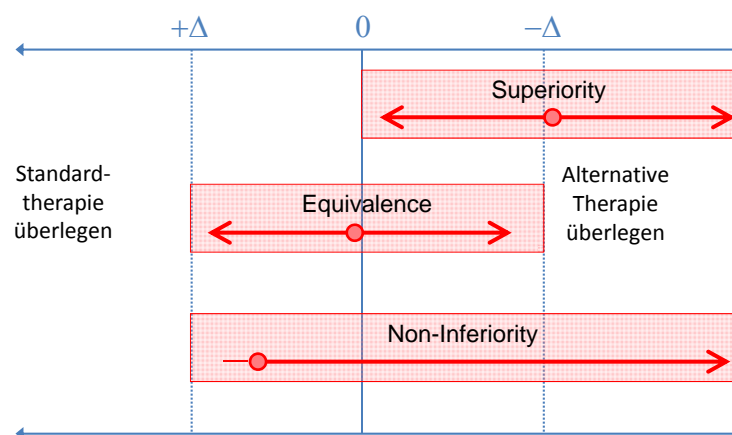 +Δ 0 −Δ
Superiority
Standard-
therapie
überlegen
Alternative
Therapie
überlegen
Equivalence
Non-Inferiority